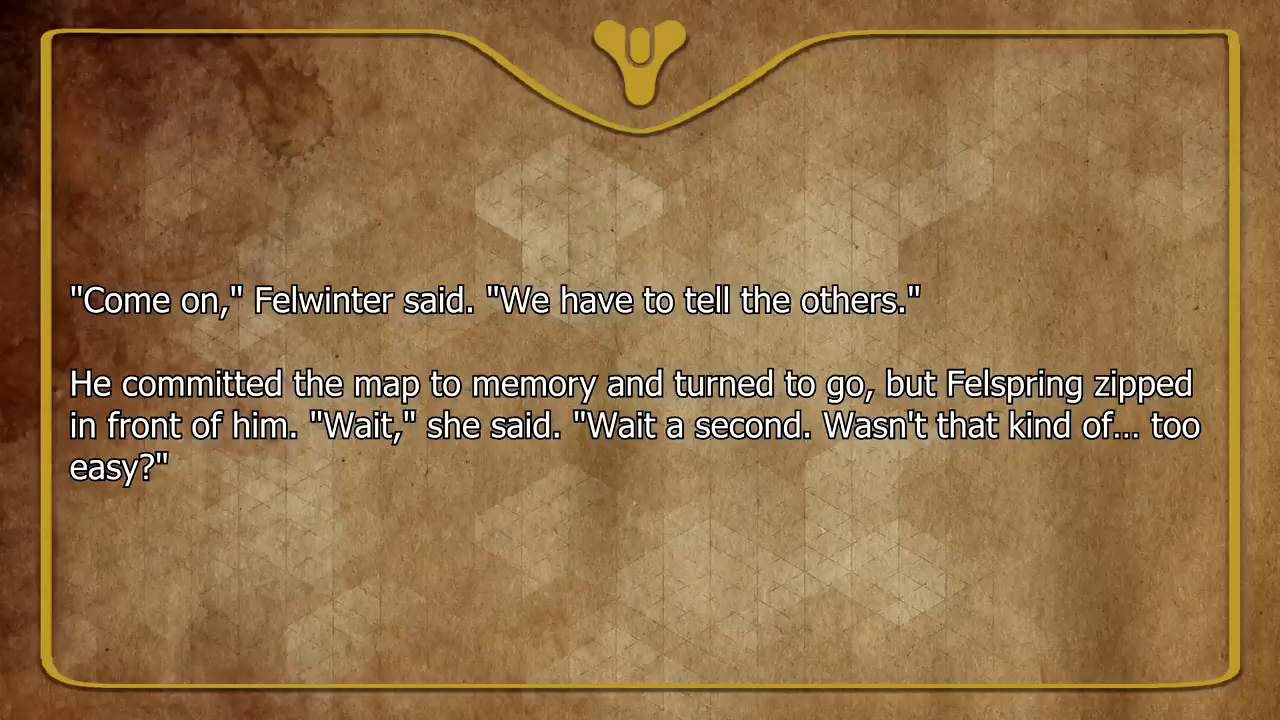 "Come on," Felwinter said. "We have to tell the others."
He committed the map to memory and turned to go, but Felspring zipped
in front of him. "Wait," she said. "Wait a second. Wasn't that kind of... too
easy?"